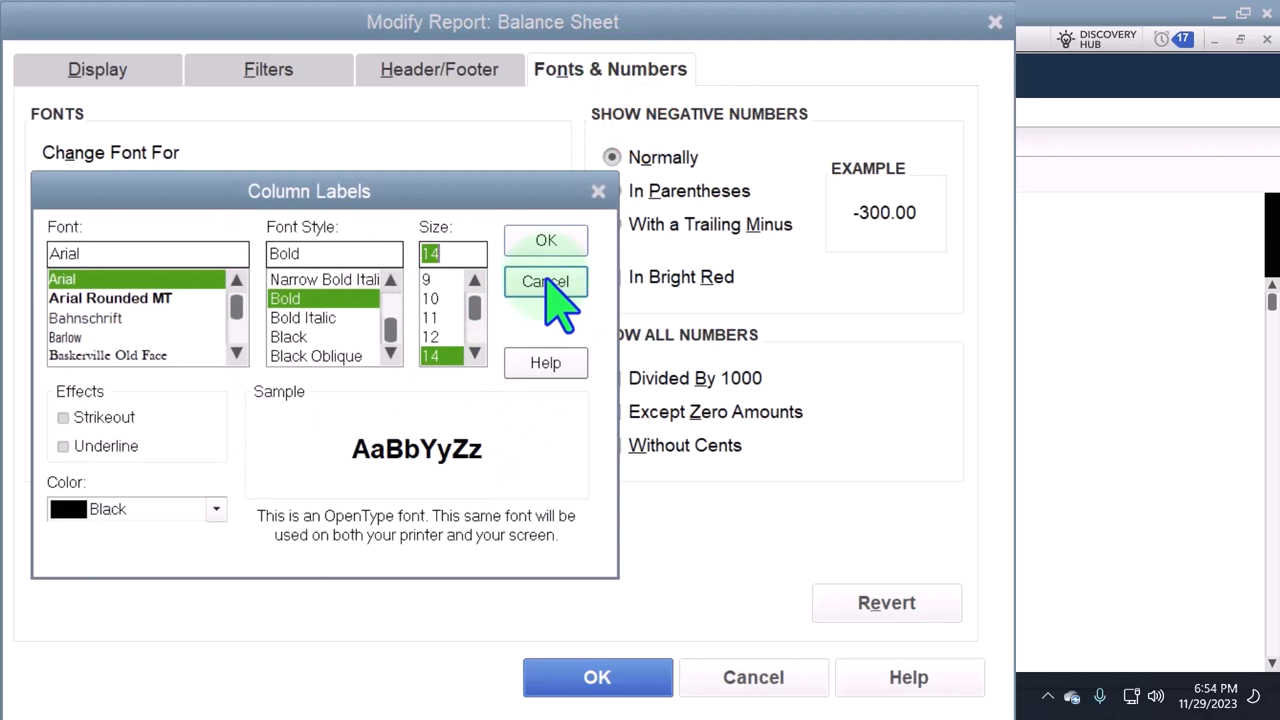 Modify Report: Balance Sheet
DISCOVERY
HUB
17
Display
Filters
Header/Footer
Fonts & Numbers
FONTS
Change Font For
SHOW NEGATIVE NUMBERS
Normally
In Parentheses
With a Trailing Minus
In Bright Red
EXAMPLE
-300.00
Column Labels
Font:
Arial
Arial
Arial Rounded MT
Bahnschrift
Barlow
Baskerville Old Face
Font Style:
Bold
Narrow Bold Itali
Bold
Bold Italic
Black
Black Oblique
Size:
14
9
10
11
12
14
OK
Cancel
Help
Effects
Strikeout
Underline
Color:
Black
Sample
AaBbYyZz
This is an OpenType font. This same font will be
used on both your printer and your screen.
OW ALL NUMBERS
Divided By 1000
Except Zero Amounts
Without Cents
Revert
OK
Cancel
Help
6:54 PM
11/29/2023